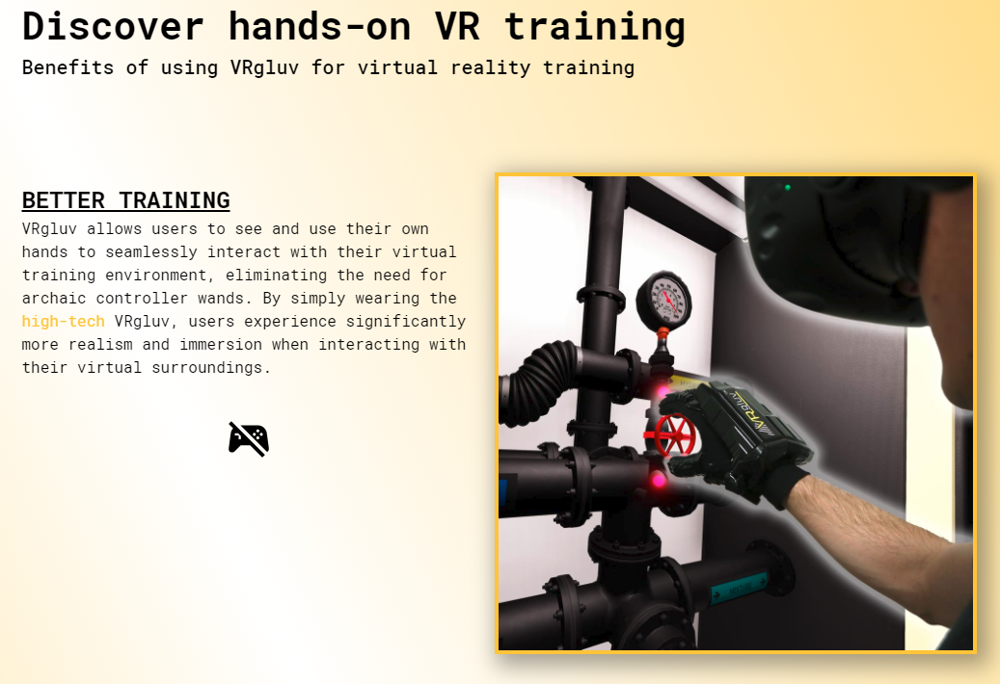 Discover hands-on VR training
Benefits of using VRgluv for virtual reality training
BETTER TRAINING
VRgluv allows users to see and use their own
hands to seamlessly interact with their virtual
training environment, eliminating the need for
archaic controller wands. By simply wearing the
high-tech VRgluv, users experience significantly
more realism and immersion when interacting with
their virtual surroundings.
VRgluv